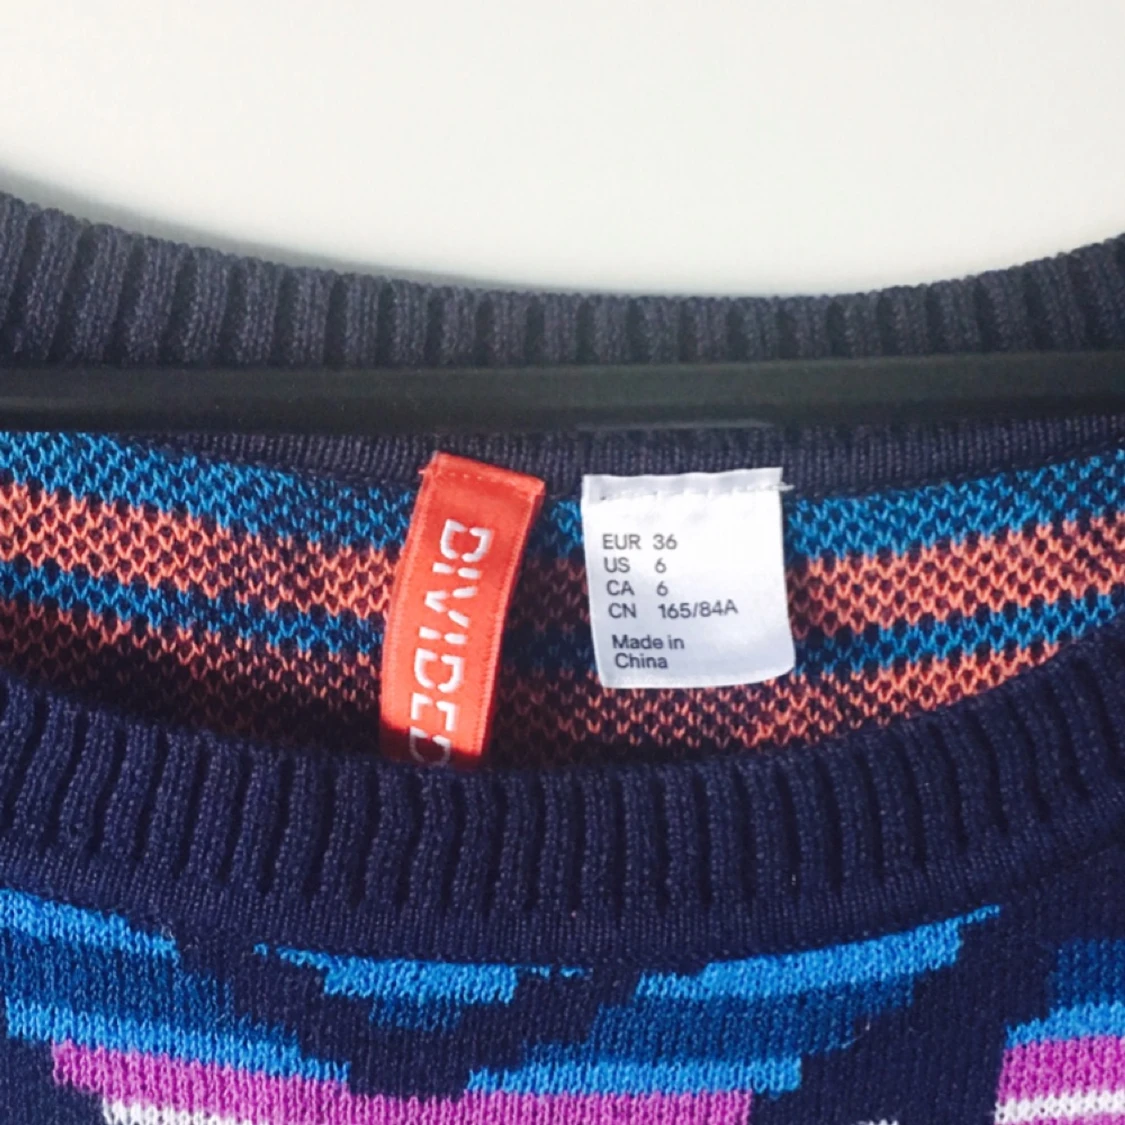 DIVIDED
EUR 36
US 6
CA 6
CN 165/84A
Made in
China